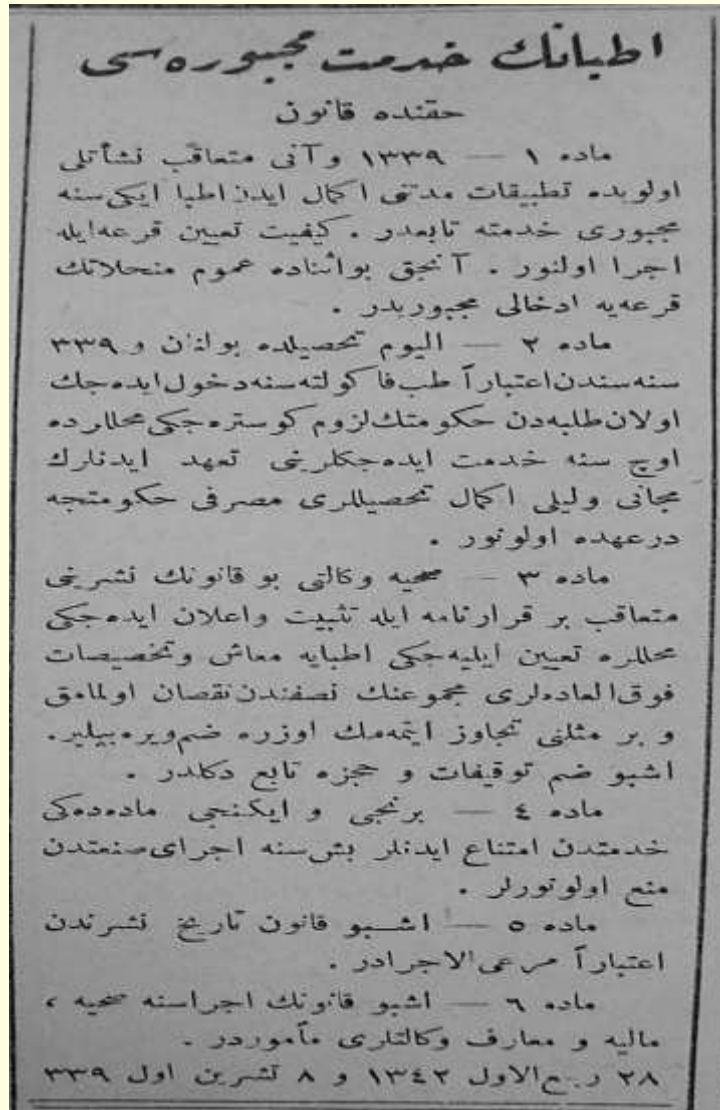 اطبانك خدمت مجبوره سی
حقنده قانون
ماده ١ — ١٣٣٩ و آنی متعاقب نشأتلی
اولوبده تطبیقات مدتنی اكمال ایدن اطبا ایكی سنه
مجبوری خدمته تابعدر . كیفیت تعیین قرعه ایله
اجرا اولنور . آنجق بو اثناده عموم منحلاتك
قرعه یه ادخالی مجبوریدر .
ماده ٢ — الیوم تحصیلده بولنان و ٣٣٩
سنه سندن اعتباراً طب فاكولته سنه دخول ایده جك
اولان طلبه دن حكومتك لزوم كوستره جكی محللرده
اوچ سنه خدمت ایده جكلرینی تعهد ایدنلرك
مجانی ولیلی اكمال تحصیللری مصرفی حكومتجه
درعهده اولونور .
ماده ٣ — صحیه وكالتی بو قانونك نشرینی
متعاقب بر قرارنامه ایله تثبیت واعلان ایده جكی
محللره تعیین ایلیه جكی اطبایه معاش وتخصیصات
فوق العاده لری مجموعنك نصفندن نقصان اولمامق
و بر مثلنی تجاوز ایتمه مك اوزره ضم ویره بیلیر.
اشبو ضم توقیفات و حجزه تابع دكلدر .
ماده ٤ — برنجی و ایكنجی ماده ده كی
خدمتدن امتناع ایدنلر بش سنه اجرای صنعتدن
منع اولونورلر .
ماده ٥ — اشبو قانون تاریخ نشرندن
اعتباراً مرعی الاجرادر .
ماده ٦ — اشبو قانونك اجراسنه صحیه ،
مالیه و معارف وكالتلری مأموردر .
٢٨ ربیع الاول ١٣٤٢ و ٨ تشرین اول ٣٣٩